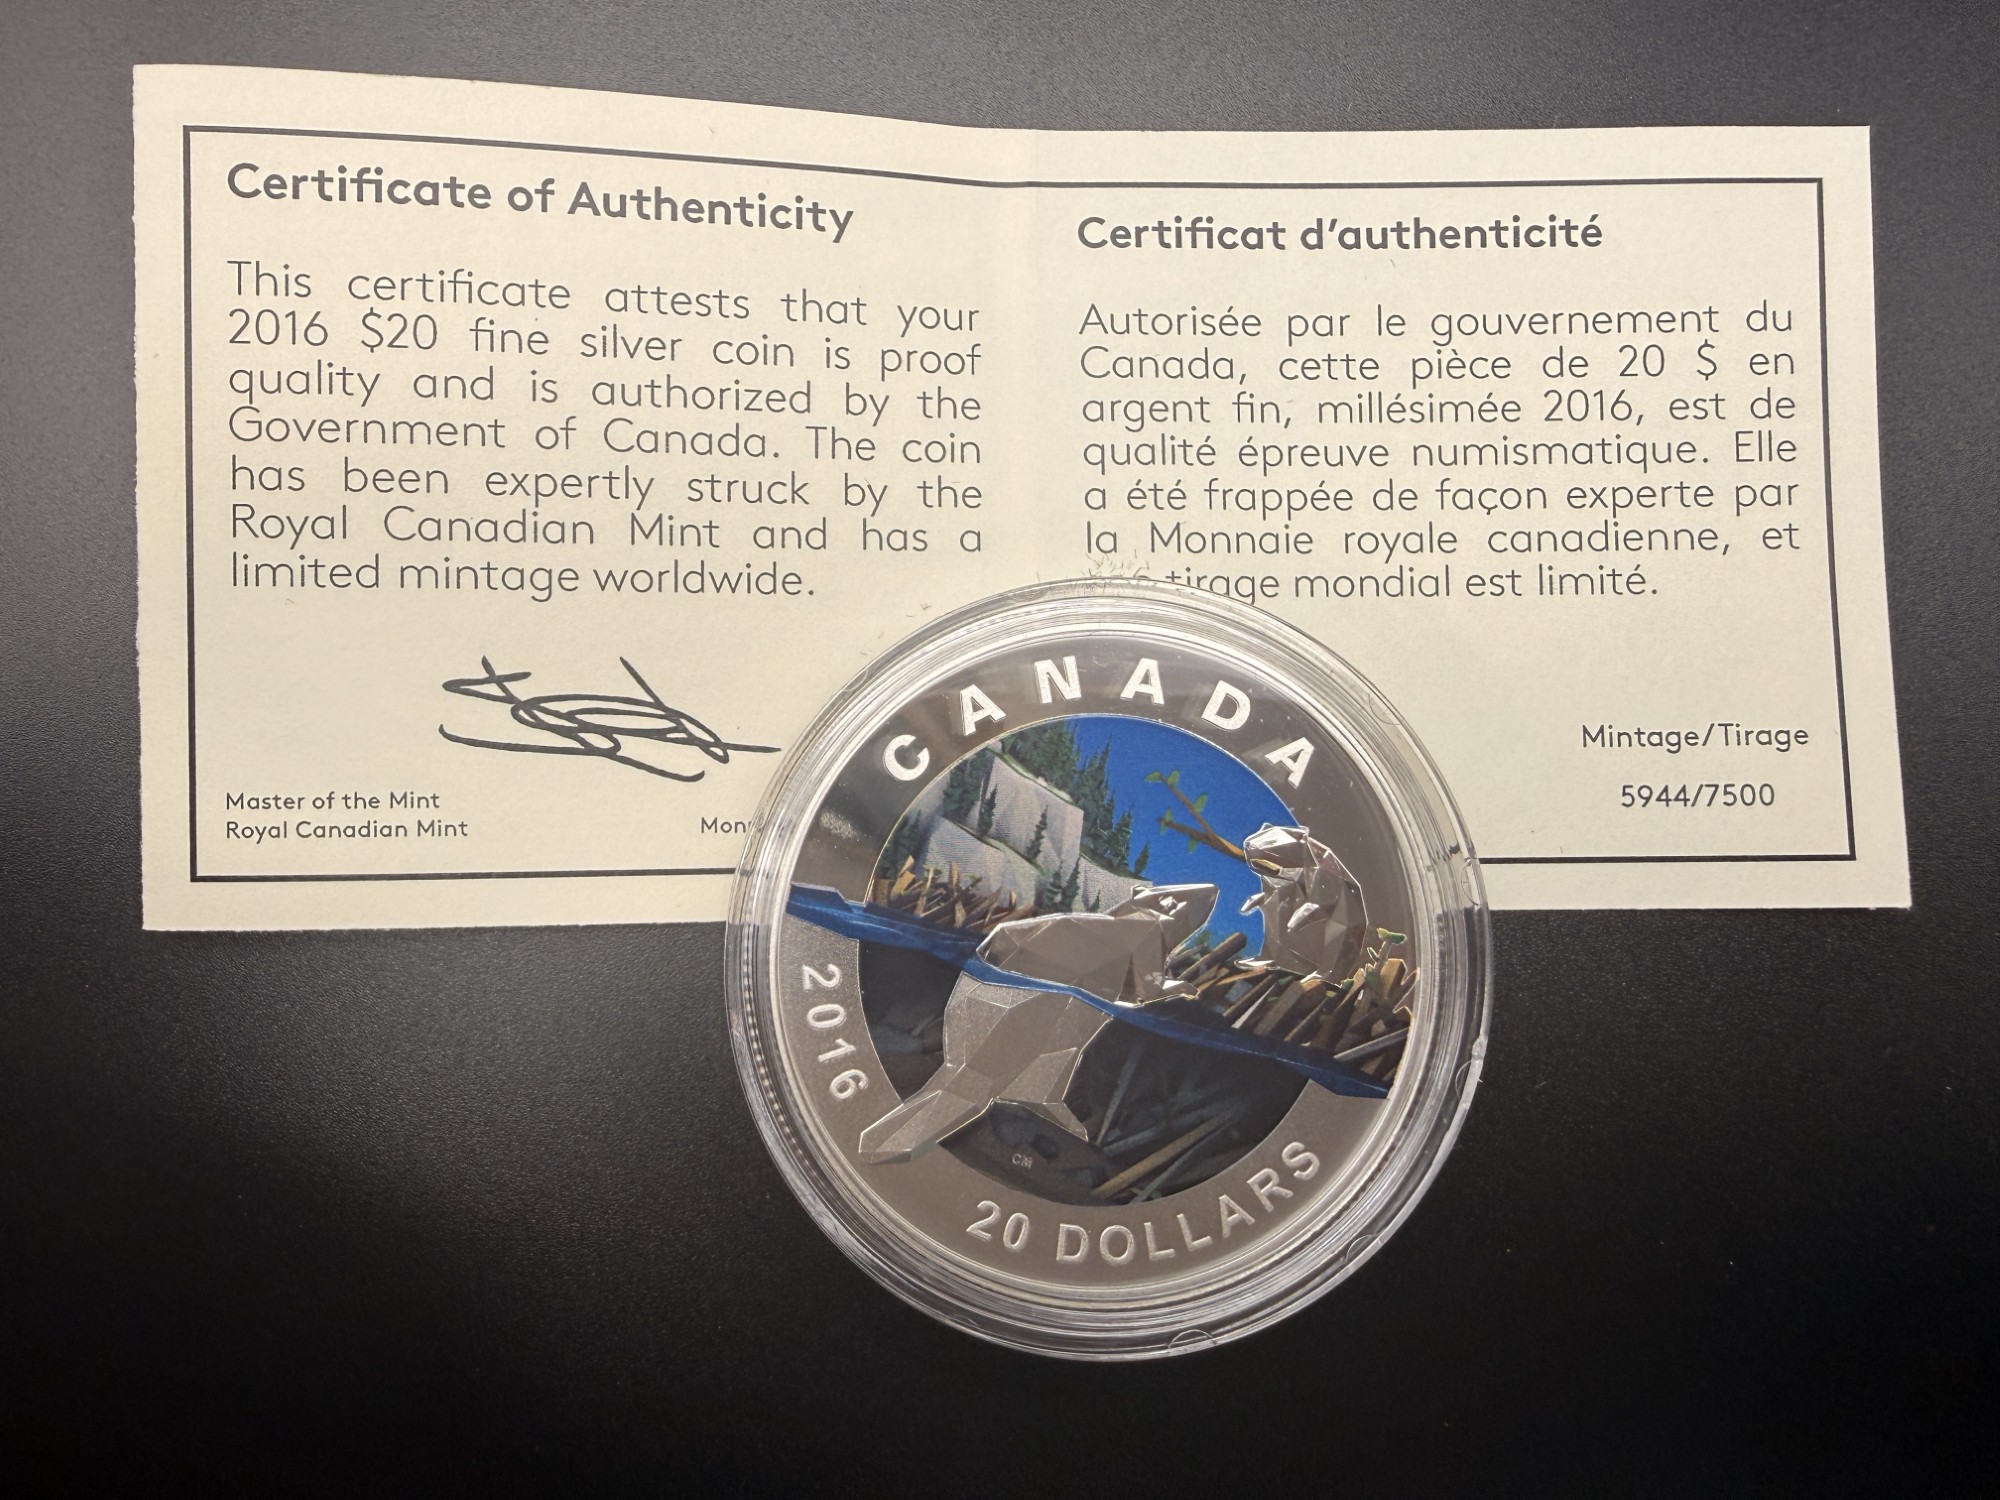 Certificate of Authenticity
This certificate attests that your
2016 $20 fine silver coin is proof
quality and is authorized by the
Government of Canada. The coin
has been expertly struck by the
Royal Canadian Mint and has a
limited mintage worldwide.
Master of the Mint
Royal Canadian Mint
Certificat d'authenticité
Autorisée par le gouvernement du
Canada, cette pièce de 20 $ en
argent fin, millésimée 2016, est de
qualité épreuve numismatique. Elle
a été frappée de façon experte par
la Monnaie royale canadienne, et
tirage mondial est limité.
Mintage/Tirage
5944/7500
CANADA
2016
CM
20 DOLLARS